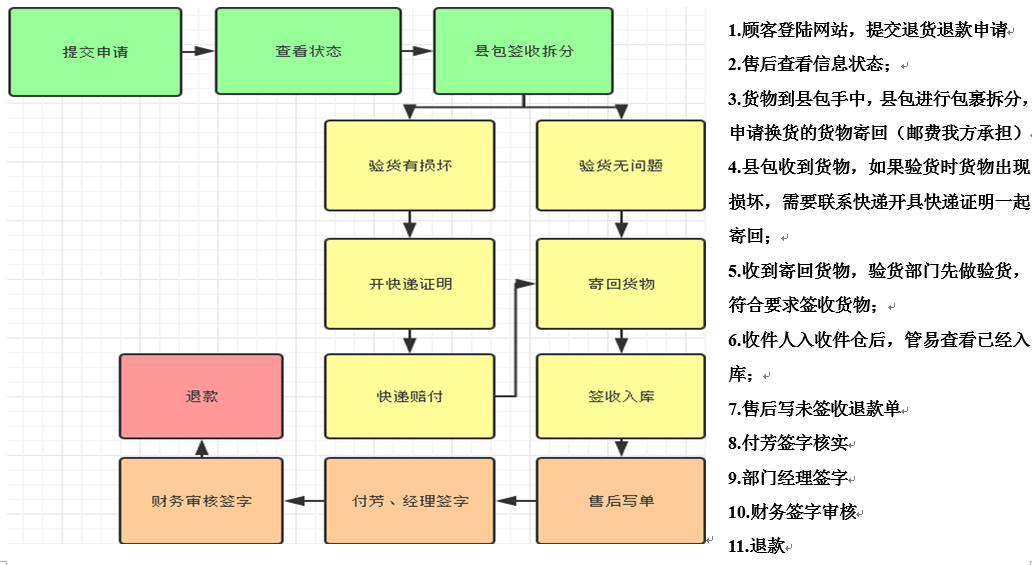 提交申请
查看状态
县包签收拆分
验货有损坏
验货无问题
开快递证明
寄回货物
退款
快递赔付
签收入库
财务审核签字
付芳、经理签字
售后写单
1.顾客登陆网站，提交退货退款申请
2.售后查看信息状态；
3.货物到县包手中，县包进行包裹拆分，
申请换货的货物寄回（邮费我方承担）
4.县包收到货物，如果验货时货物出现
损坏，需要联系快递开具快递证明一起
寄回；
5.收到寄回货物，验货部门先做验货，
符合要求签收货物；
6.收件人入收件仓后，管易查看已经入
库；
7.售后写未签收退款单
8.付芳签字核实
9.部门经理签字
10.财务签字审核
11.退款